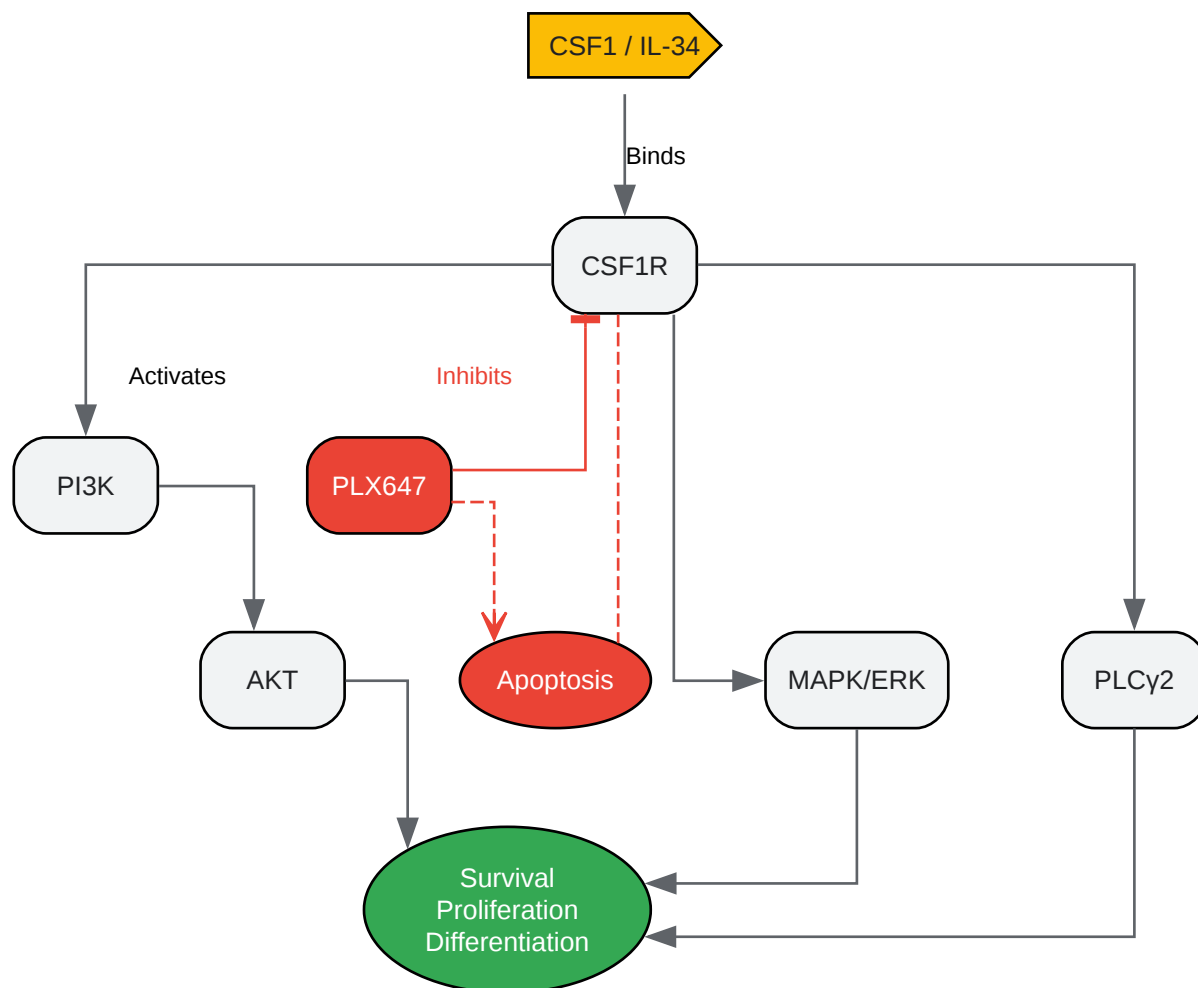 CSF1 / IL-34
Binds
CSF1R
Activates
Inhibits
PI3K
PLX647
AKT
Apoptosis
MAPK/ERK
PLCγ2
Survival
Proliferation
Differentiation